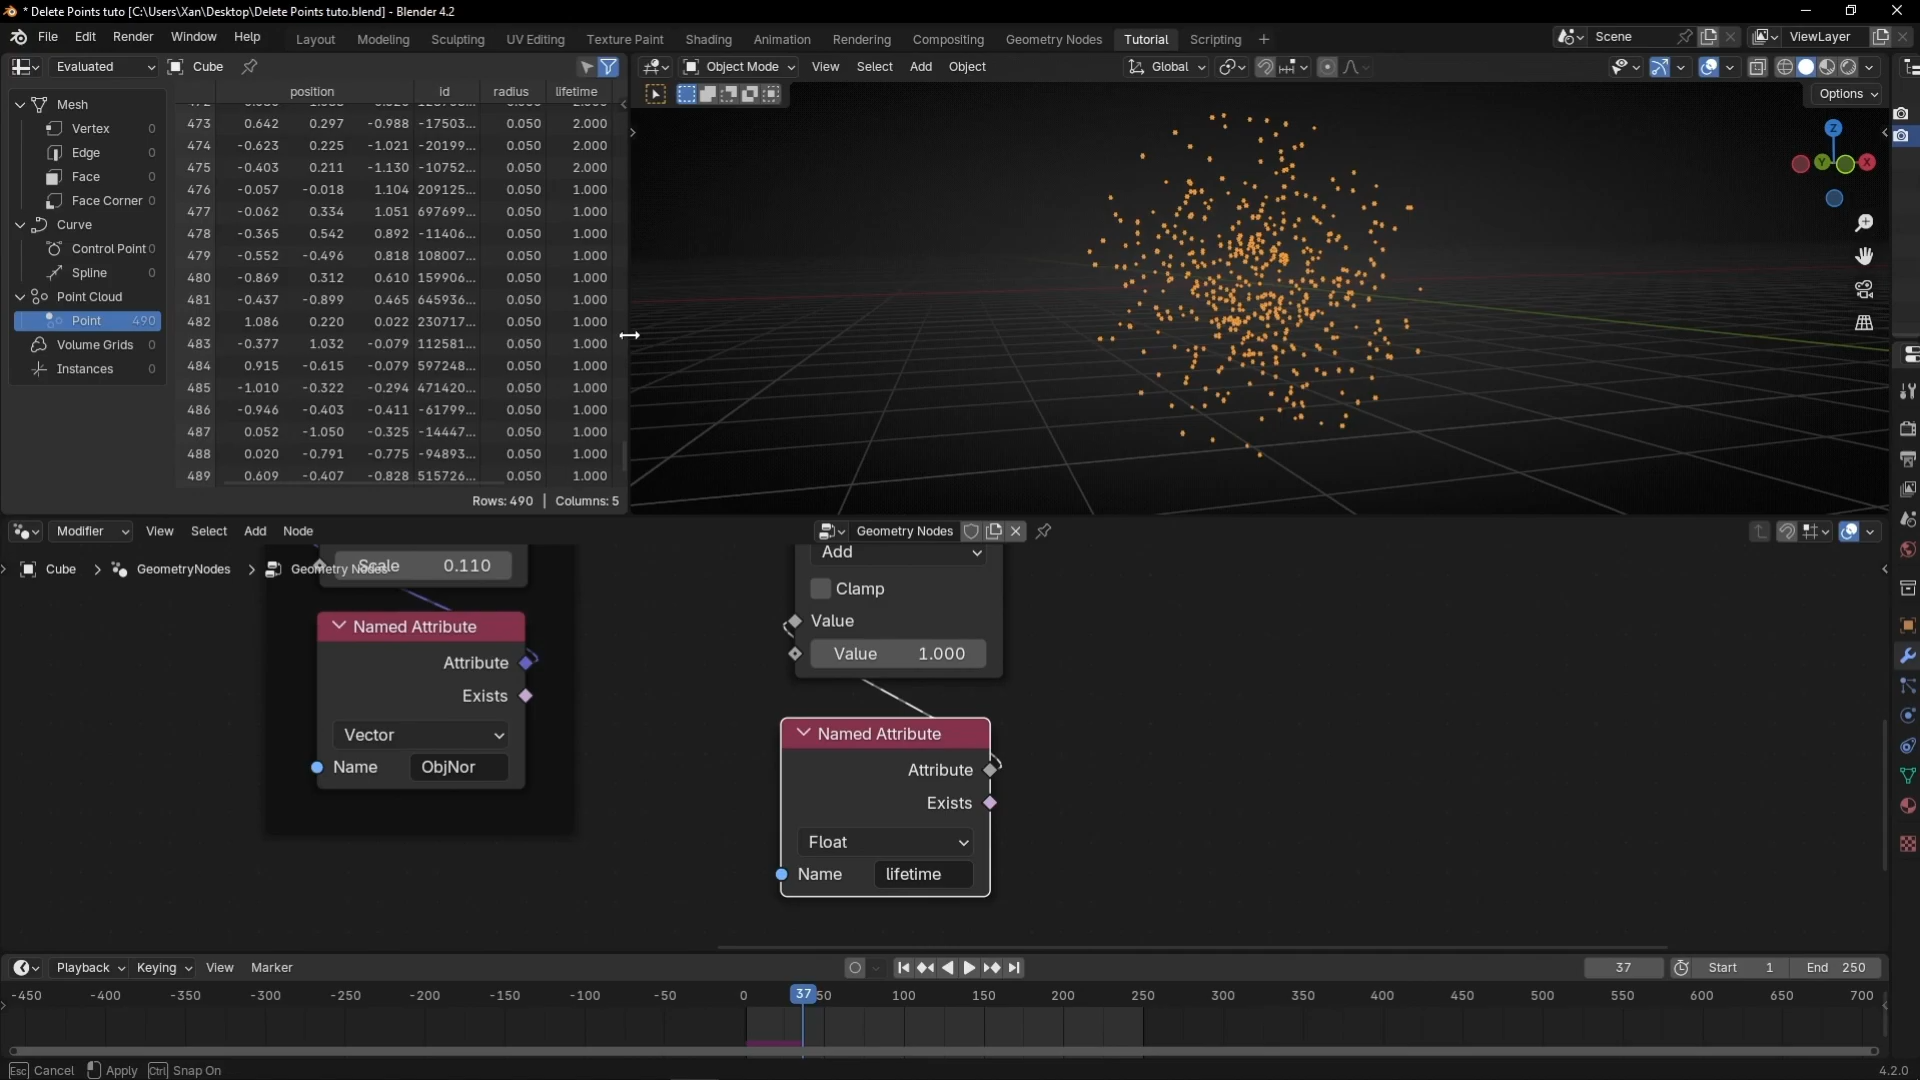 * Delete Points tuto [C:\Users\Xan\Desktop\Delete Points tuto.blend] - Blender 4.2
File Edit Render Window Help Layout Modeling Sculpting UV Editing Texture Paint Shading Animation Rendering Compositing Geometry Nodes Tutorial Scripting + Scene ViewLayer
Evaluated Cube Object Mode View Select Add Object Global
Options
position id radius lifetime
Mesh
Vertex 0
Edge 0
Face 0
Face Corner 0
Curve
Control Point 0
Spline 0
Point Cloud
Point 490
Volume Grids 0
Instances 0
473 0.642 0.297 -0.988 -17503... 0.050 2.000
474 -0.623 0.225 -1.021 -20199... 0.050 2.000
475 -0.403 0.211 -1.130 -10752... 0.050 2.000
476 -0.057 -0.018 1.104 209125... 0.050 1.000
477 -0.062 0.334 1.051 697699... 0.050 1.000
478 -0.365 0.542 0.892 -11406... 0.050 1.000
479 -0.552 -0.496 0.818 108007... 0.050 1.000
480 -0.869 0.312 0.610 159906... 0.050 1.000
481 -0.437 -0.899 0.465 645936... 0.050 1.000
482 1.086 0.220 0.022 230717... 0.050 1.000
483 -0.377 1.032 -0.079 112581... 0.050 1.000
484 0.915 -0.615 -0.079 597248... 0.050 1.000
485 -1.010 -0.322 -0.294 471420... 0.050 1.000
486 -0.946 -0.403 -0.411 -61799... 0.050 1.000
487 0.052 -1.050 -0.325 -14447... 0.050 1.000
488 0.020 -0.791 -0.775 -94893... 0.050 1.000
489 0.609 -0.407 -0.828 515726... 0.050 1.000
Rows: 490 | Columns: 5
Z
Y
X
Modifier View Select Add Node Geometry Nodes
Cube > GeometryNodes > Geometry Nodes
Scale 0.110
Named Attribute
Attribute
Exists
Vector
Name ObjNor
Add
Clamp
Value
Value 1.000
Named Attribute
Attribute
Exists
Float
Name lifetime
Playback Keying View Marker 37 Start 1 End 250
-450 -400 -350 -300 -250 -200 -150 -100 -50 0 37 50 100 150 200 250 300 350 400 450 500 550 600 650 700
Esc Cancel Apply Ctrl Snap On 4.2.0